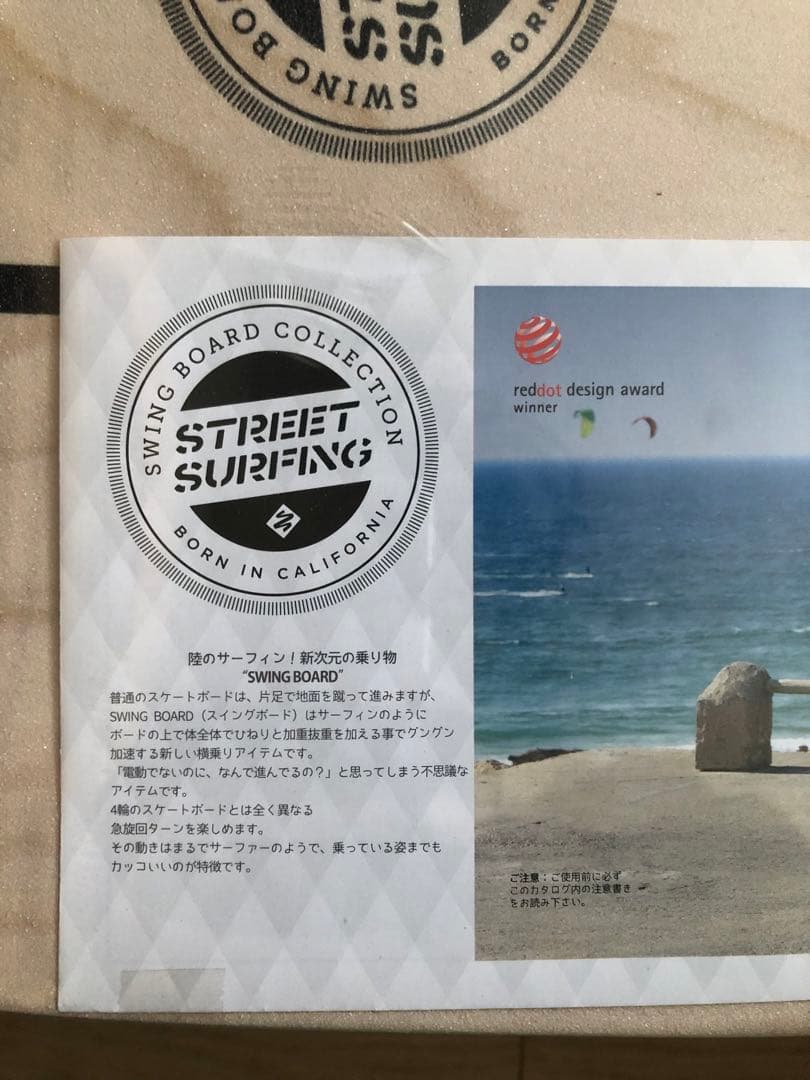 SWING BOA
BORN
SWING BOARD COLLECTION
STREET
SURFING
BORN IN CALIFORNIA
reddot design award
winner
陸のサーフィン！新次元の乗り物
“SWING BOARD”
普通のスケートボードは、片足で地面を蹴って進みますが、
SWING BOARD（スイングボード）はサーフィンのように
ボードの上で体全体でひねりと加重抜重を加える事でグングン
加速する新しい横乗りアイテムです。
「電動でないのに、なんで進んでるの？」と思ってしまう不思議な
アイテムです。
4輪のスケートボードとは全く異なる
急旋回ターンを楽しめます。
その動きはまるでサーファーのようで、乗っている姿までも
カッコいいのが特徴です。
ご注意：ご使用前に必ず
このカタログ内の注意書き
をお読み下さい。